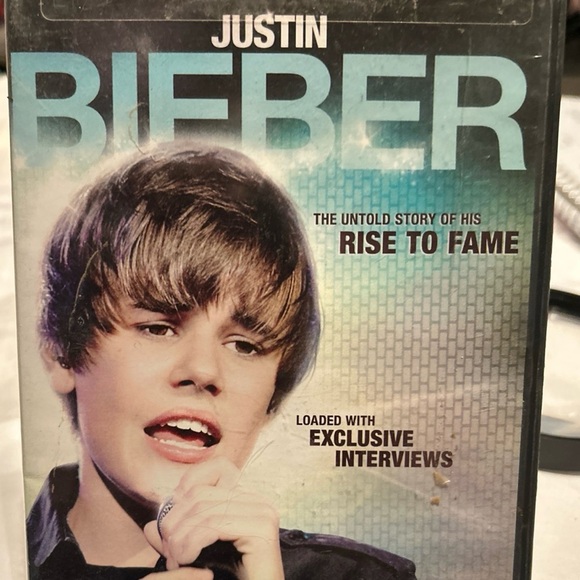 JUSTIN
BIEBER
THE UNTOLD STORY OF HIS
RISE TO FAME
LOADED WITH
EXCLUSIVE
INTERVIEWS